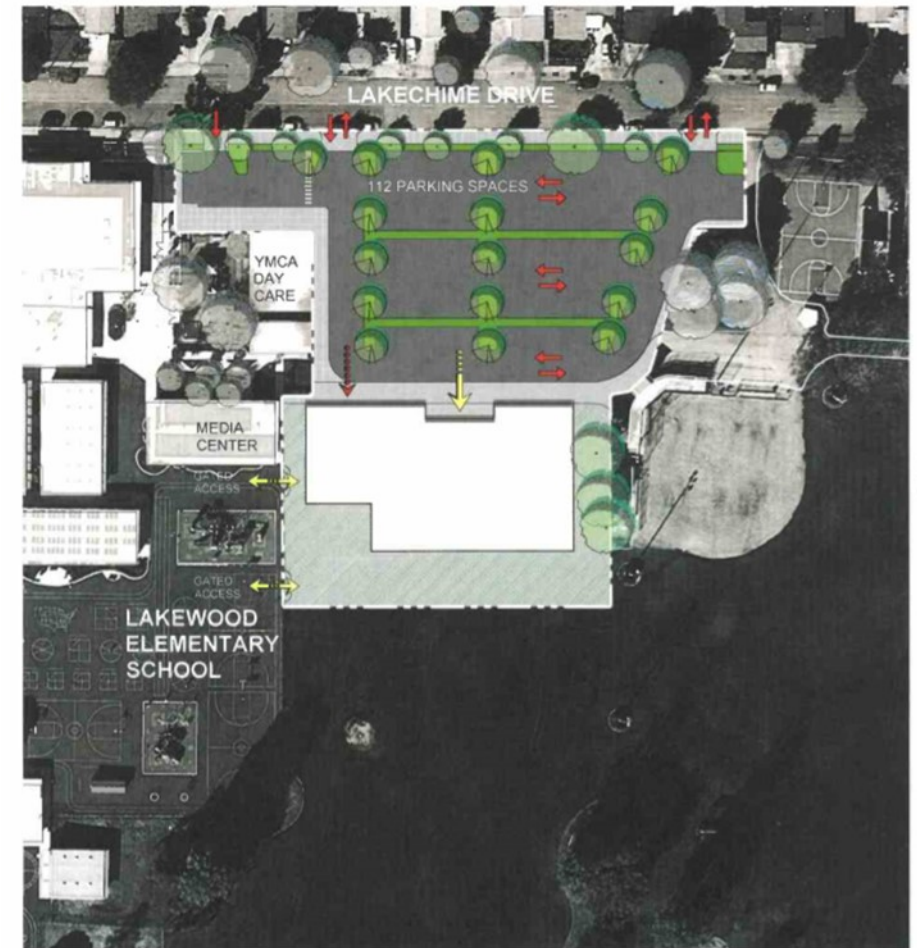 LAKECHIME DRIVE
112 PARKING SPACES
YMCA
DAY
CARE
MEDIA
CENTER
GATED
ACCESS
GATED
ACCESS
LAKEWOOD
ELEMENTARY
SCHOOL